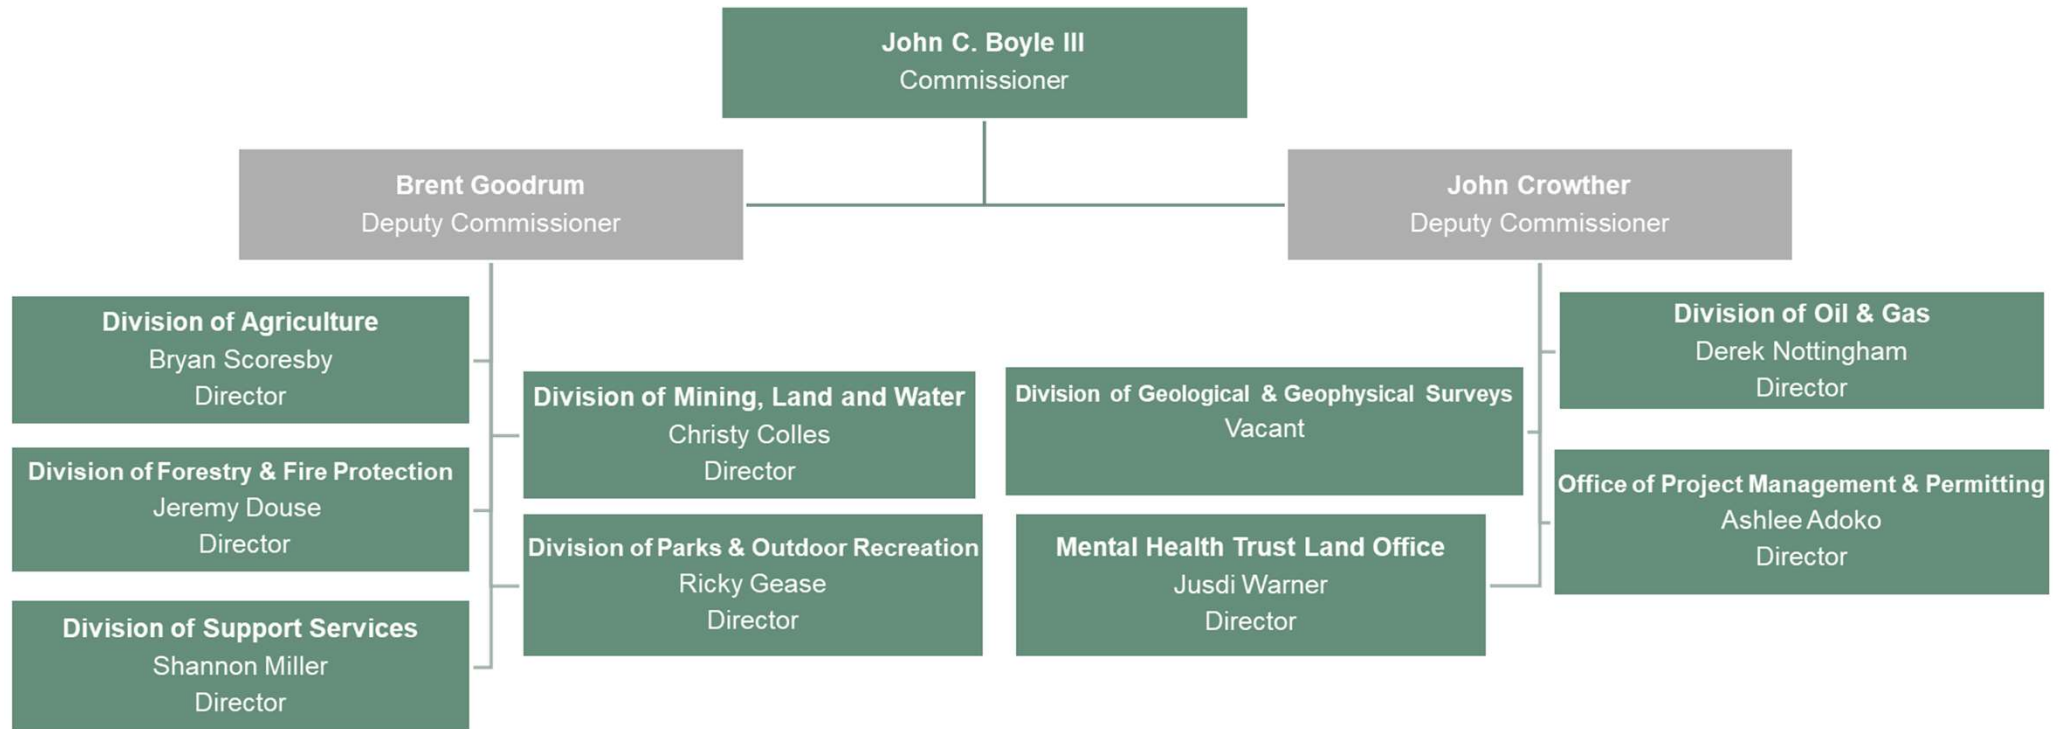 John C. Boyle III
Commissioner
Brent Goodrum
Deputy Commissioner
John Crowther
Deputy Commissioner
Division of Agriculture
Bryan Scoresby
Director
Division of Forestry & Fire Protection
Jeremy Douse
Director
Division of Support Services
Shannon Miller
Director
Division of Mining, Land and Water
Christy Colles
Director
Division of Parks & Outdoor Recreation
Ricky Gease
Director
Division of Geological & Geophysical Surveys
Vacant
Mental Health Trust Land Office
Jusdi Warner
Director
Division of Oil & Gas
Derek Nottingham
Director
Office of Project Management & Permitting
Ashlee Adoko
Director